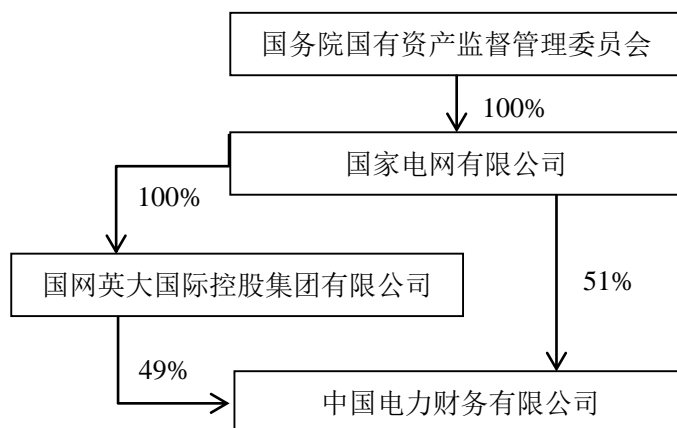 国务院国有资产监督管理委员会
100%
国家电网有限公司
100%
国网英大国际控股集团有限公司
51%
49%
中国电力财务有限公司